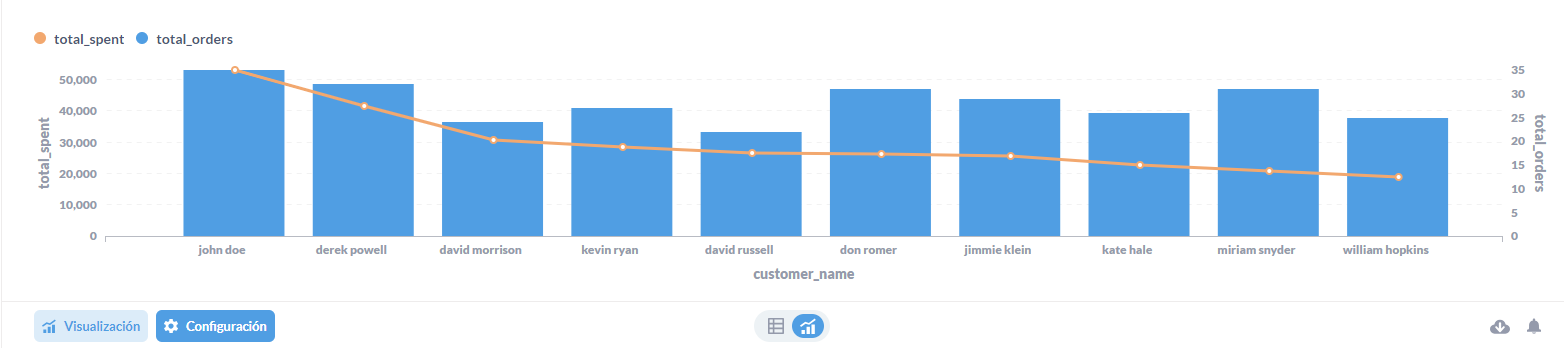 total_spent total_orders
50,000
40,000
30,000
20,000
10,000
0
total_spent
35
30
25
20
15
10
5
0
total_orders
john doe derek powell david morrison kevin ryan david russell don romer jimmie klein kate hale miriam snyder william hopkins
customer_name
Visualización Configuración